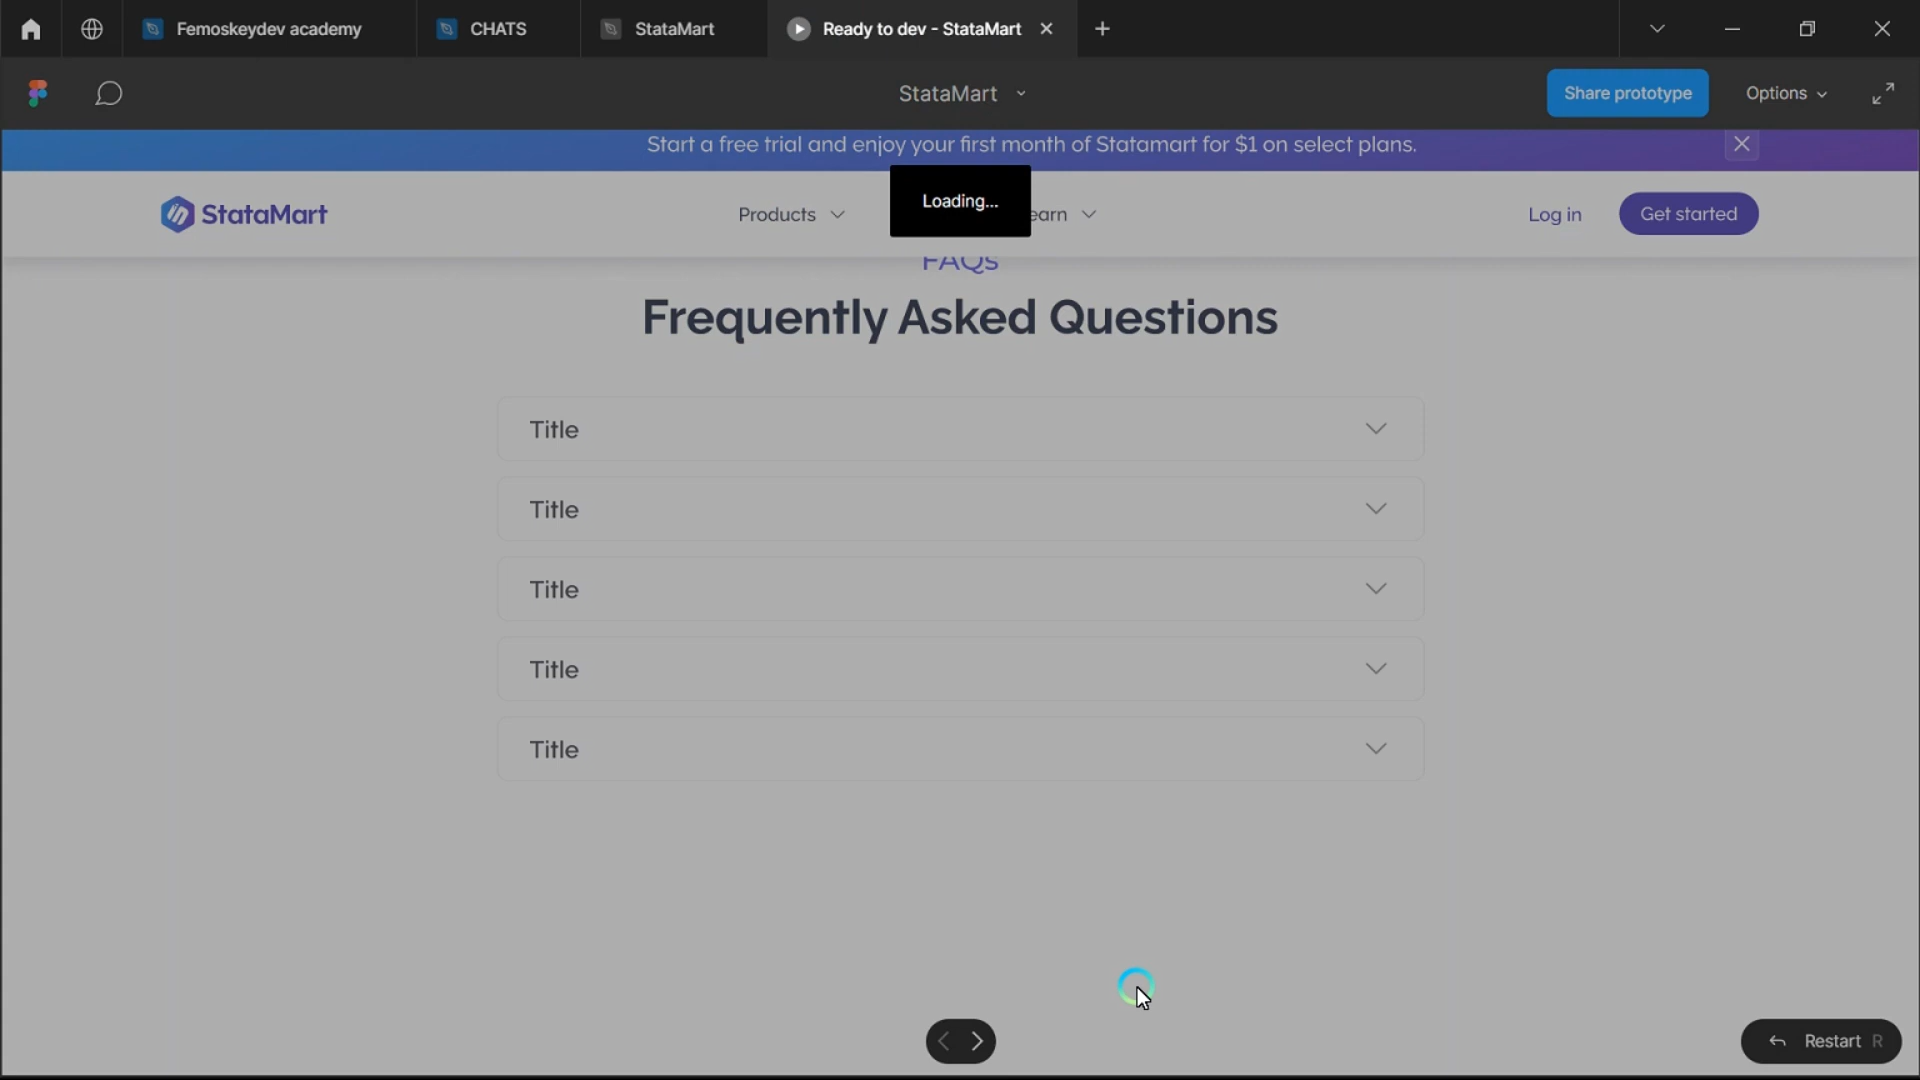 Femoskeydev academy
CHATS
StataMart
Ready to dev - StataMart
StataMart
Share prototype
Options
Start a free trial and enjoy your first month of Statamart for $1 on select plans.
Loading...
StataMart
Products
earn
Log in
Get started
FAQs
Frequently Asked Questions
Title
Title
Title
Title
Title
Restart R